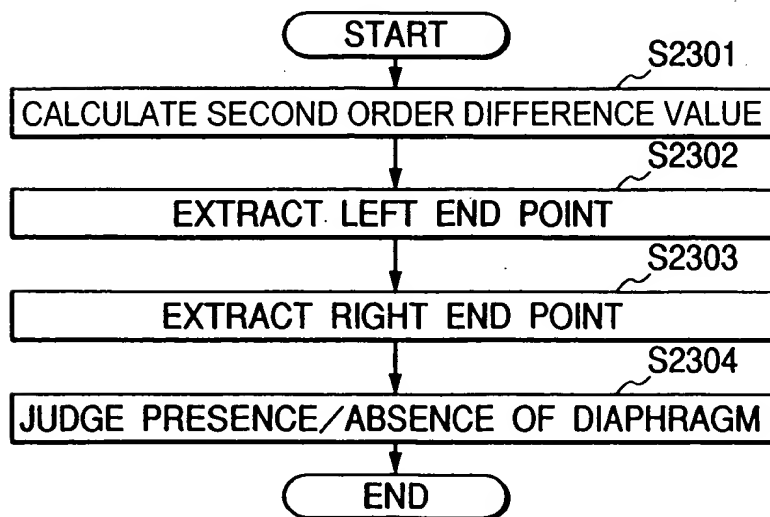 START
S2301
CALCULATE SECOND ORDER DIFFERENCE VALUE
S2302
EXTRACT LEFT END POINT
S2303
EXTRACT RIGHT END POINT
S2304
JUDGE PRESENCE/ABSENCE OF DIAPHRAGM
END